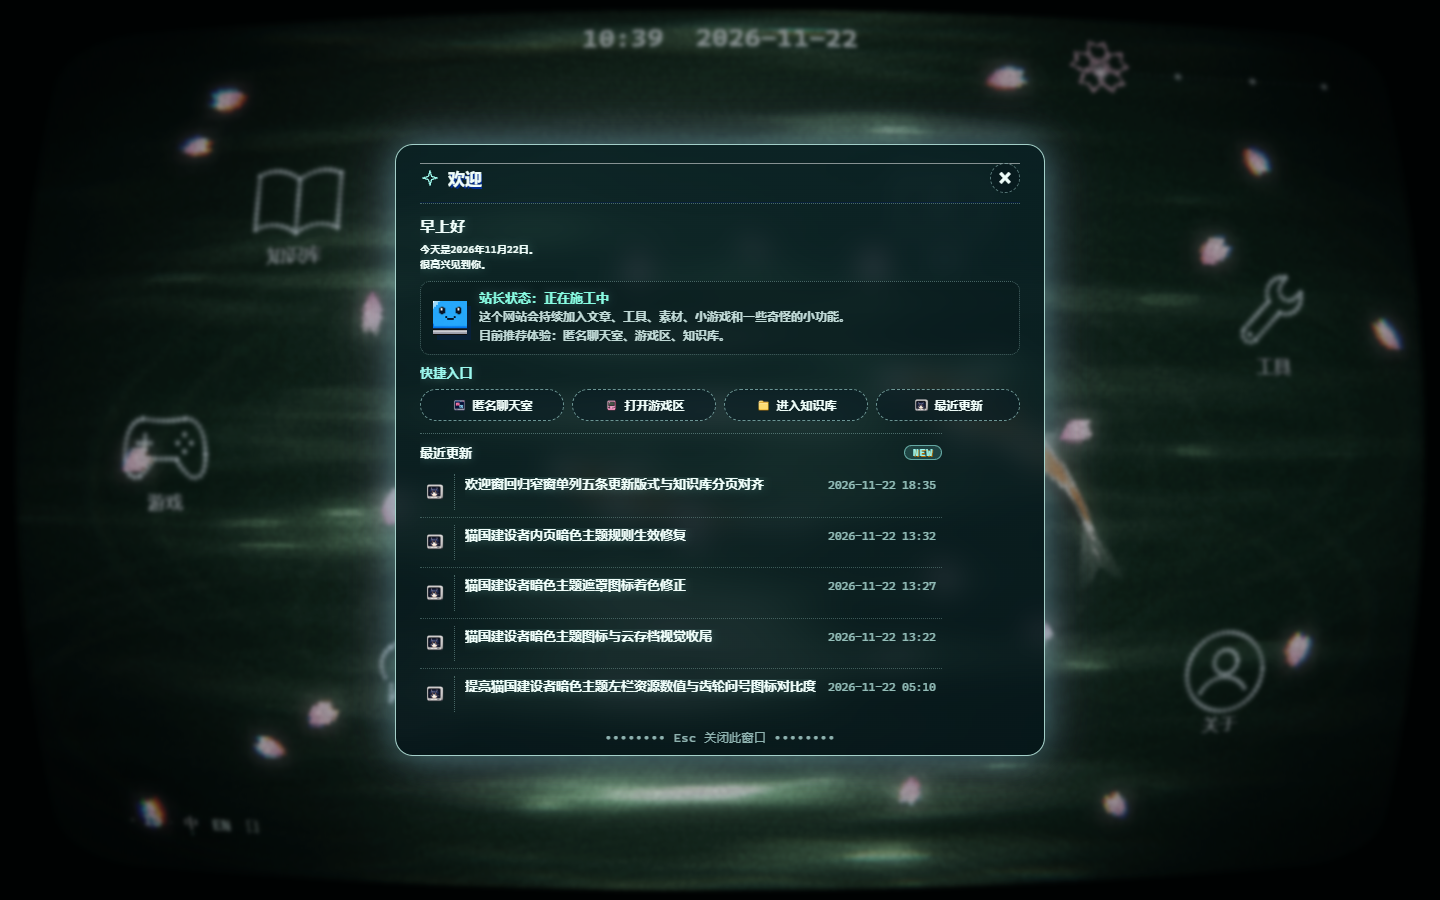 10:39 2026-11-22
欢迎
早上好
今天是2026年11月22日。
很高兴见到你。
站长状态：正在施工中
这个网站会持续加入文章、工具、素材、小游戏和一些奇怪的小功能。
目前推荐体验：匿名聊天室、游戏区、知识库。
快捷入口
匿名聊天室 打开游戏区 进入知识库 最近更新
最近更新 NEW
欢迎窗回归窄窗单列五条更新版式与知识库分页对齐 2026-11-22 18:35
猫国建设者内页暗色主题规则生效修复 2026-11-22 13:32
猫国建设者暗色主题遮罩图标着色修正 2026-11-22 13:27
猫国建设者暗色主题图标与云存档视觉收尾 2026-11-22 13:22
提高猫国建设者暗色主题左栏资源数值与齿轮问号图标对比度 2026-11-22 05:10
•••••••• Esc 关闭此窗口 ••••••••
工具
游戏
关于
中 EN 日